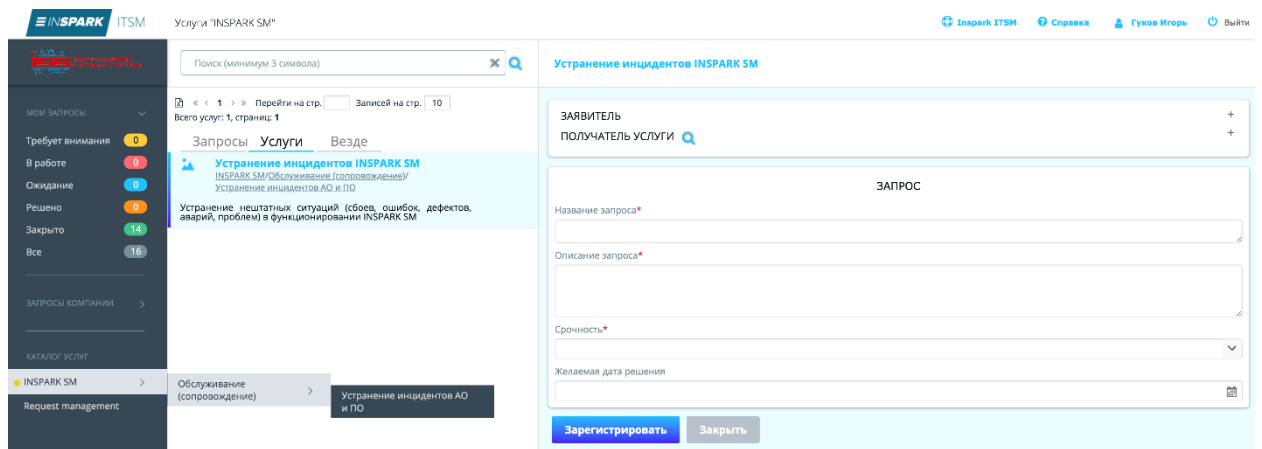 INSPARK ITSM
Услуги "INSPARK SM"
Inspark ITSM
Справка
Гуков Игорь
Выйти
Поиск (минимум 3 символа)
Устранение инцидентов INSPARK SM
МОИ ЗАПРОСЫ
Требует внимания 0
В работе 0
Ожидание 0
Решено 0
Закрыто 14
Все 16
ЗАПРОСЫ КОМПАНИИ
КАТАЛОГ УСЛУГ
INSPARK SM
Request management
« < 1 > » Перейти на стр. Записей на стр. 10
Всего услуг: 1, страниц: 1
Запросы Услуги Везде
Устранение инцидентов INSPARK SM
INSPARK SM/Обслуживание (сопровождение)/
Устранение инцидентов АО и ПО
Устранение нештатных ситуаций (сбоев, ошибок, дефектов,
аварий, проблем) в функционировании INSPARK SM
Обслуживание
(сопровождение)
Устранение инцидентов АО
и ПО
ЗАЯВИТЕЛЬ +
ПОЛУЧАТЕЛЬ УСЛУГИ +
ЗАПРОС
Название запроса*
Описание запроса*
Срочность*
Желаемая дата решения
Зарегистрировать
Закрыть